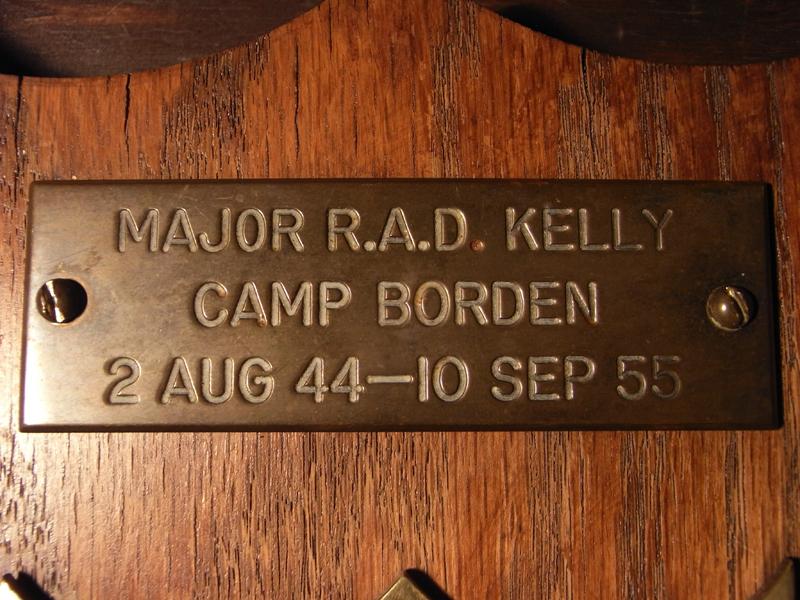 MAJOR R.A.D. KELLY
CAMP BORDEN
2 AUG 44—10 SEP 55